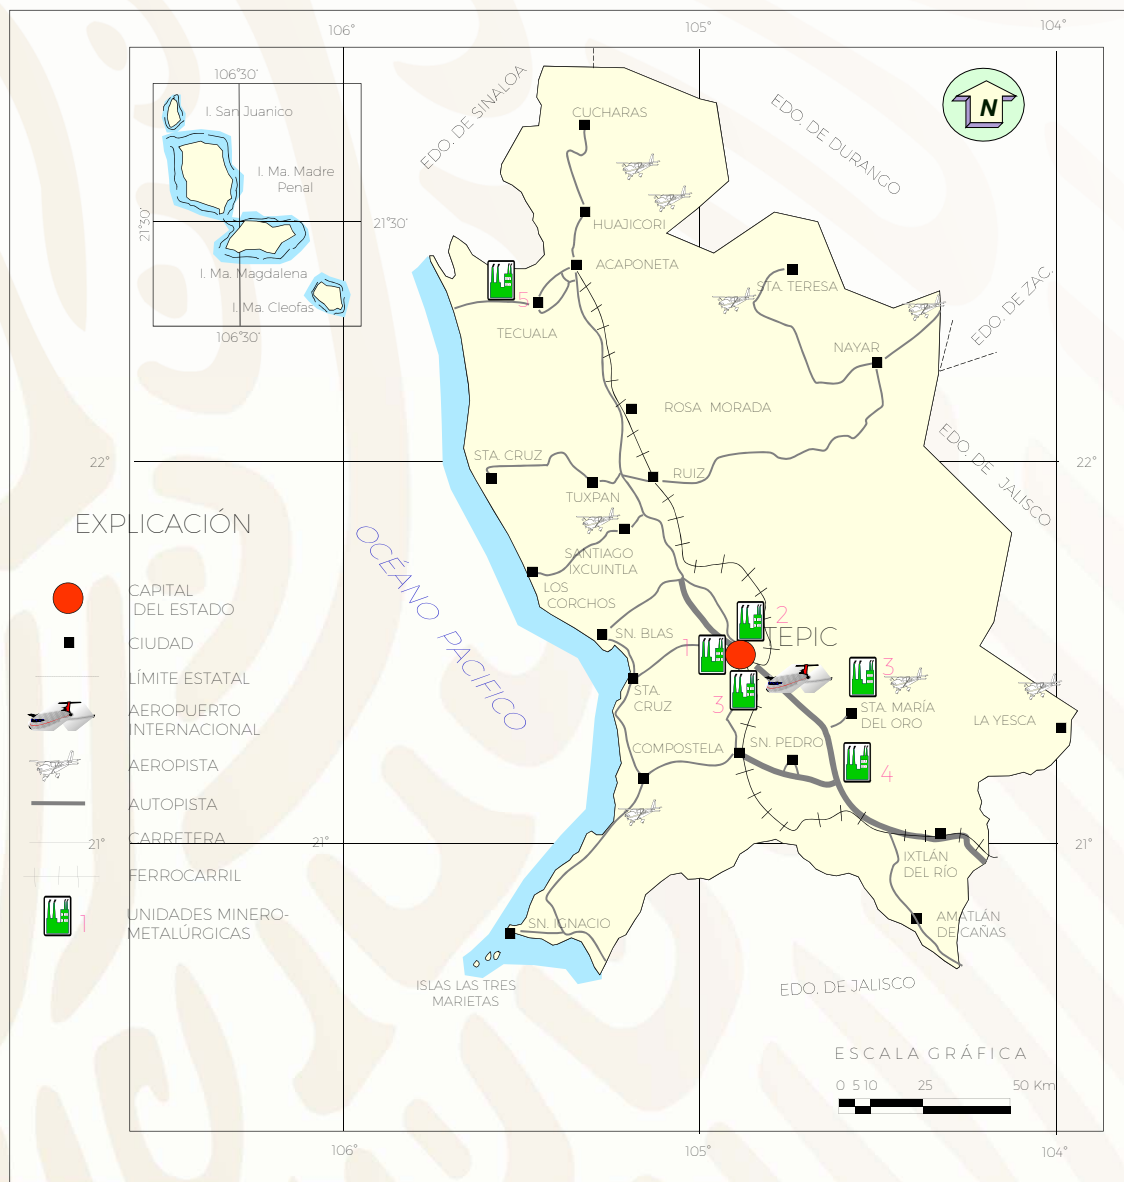 106°
105°
104°
106°30'
I. San Juanico
I. Ma. Madre
Penal
21°30'
21°30'
I. Ma. Magdalena
I. Ma. Cleofas
106°30'
EDO. DE SINALOA
EDO. DE DURANGO
N
CUCHARAS
HUAJICORI
ACAPONETA
STA. TERESA
5
TECUALA
EDO. DE ZAC.
NAYAR
ROSA MORADA
EDO. DE JALISCO
STA. CRUZ
22°
22°
RUIZ
TUXPAN
EXPLICACIÓN
OCÉANO PACIFICO
SANTIAGO
IXCUINTLA
LOS
CORCHOS
CAPITAL
DEL ESTADO
2
SN. BLAS
TEPIC
CIUDAD
1
3
LÍMITE ESTATAL
STA.
CRUZ
3
STA. MARÍA
DEL ORO
LA YESCA
AEROPUERTO
INTERNACIONAL
COMPOSTELA
SN. PEDRO
AEROPISTA
4
AUTOPISTA
CARRETERA
21°
21°
21°
IXTLÁN
DEL RÍO
FERROCARRIL
1
UNIDADES MINERO-
METALÚRGICAS
SN. IGNACIO
AMATLÁN
DE CAÑAS
ISLAS LAS TRES
MARIETAS
EDO. DE JALISCO
ESCALA GRÁFICA
0 5 10 25 50 Km
106°
105°
104°